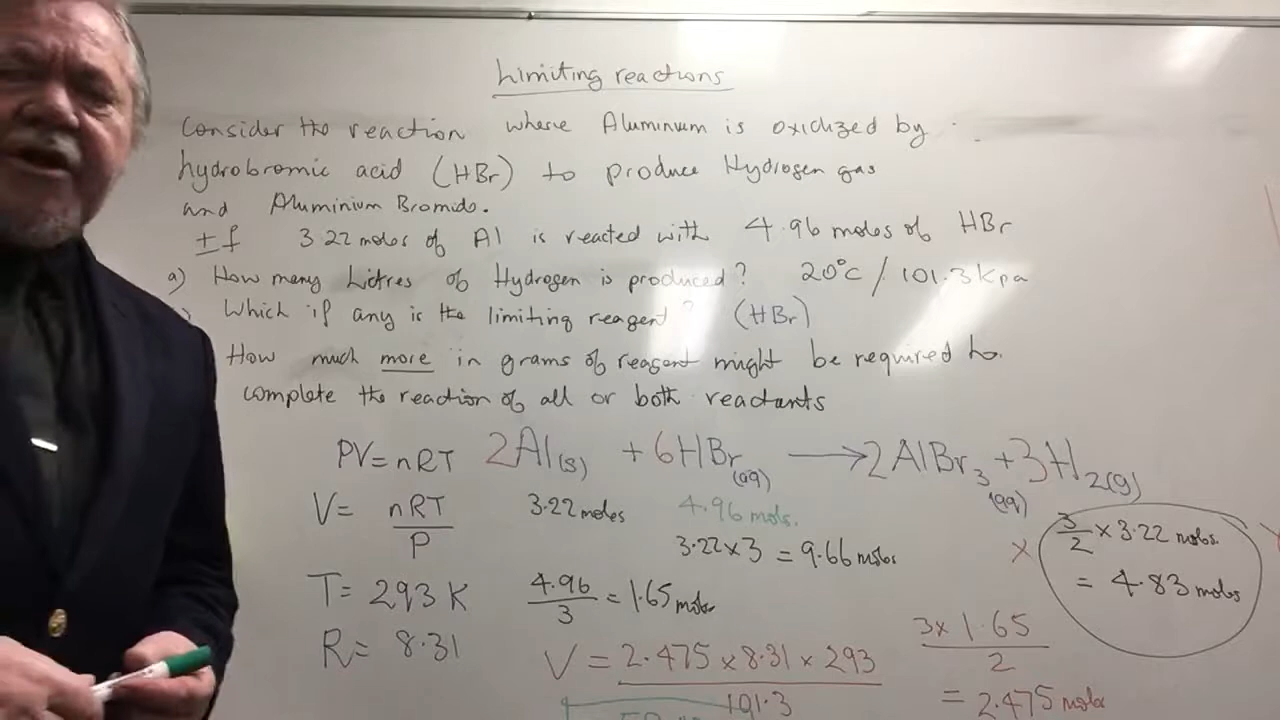 Limiting reactions
Consider the reaction where Aluminium is oxidized by
hydrobromic acid (HBr) to produce Hydrogen gas
and Aluminium Bromide.
If 3.22 moles of Al is reacted with 4.96 moles of HBr
a) How many Litres of Hydrogen is produced? 20°C / 101.3 kpa
Which if any is the limiting reagent? (HBr)
How much more in grams of reagent might be required to
complete the reaction of all or both reactants
PV=nRT 2Al(s) + 6HBr(aq) → 2AlBr3(aq) + 3H2(g)
V= nRT/P 3.22 moles 4.96 mols.
3/2 × 3.22 moles
3.22 × 3 = 9.66 moles
X
T= 293 K 4.96/3 = 1.65 moles
= 4.83 moles
R= 8.31
3 × 1.65/2
V = 2.475 × 8.31 × 293/101.3
= 2.475 moles